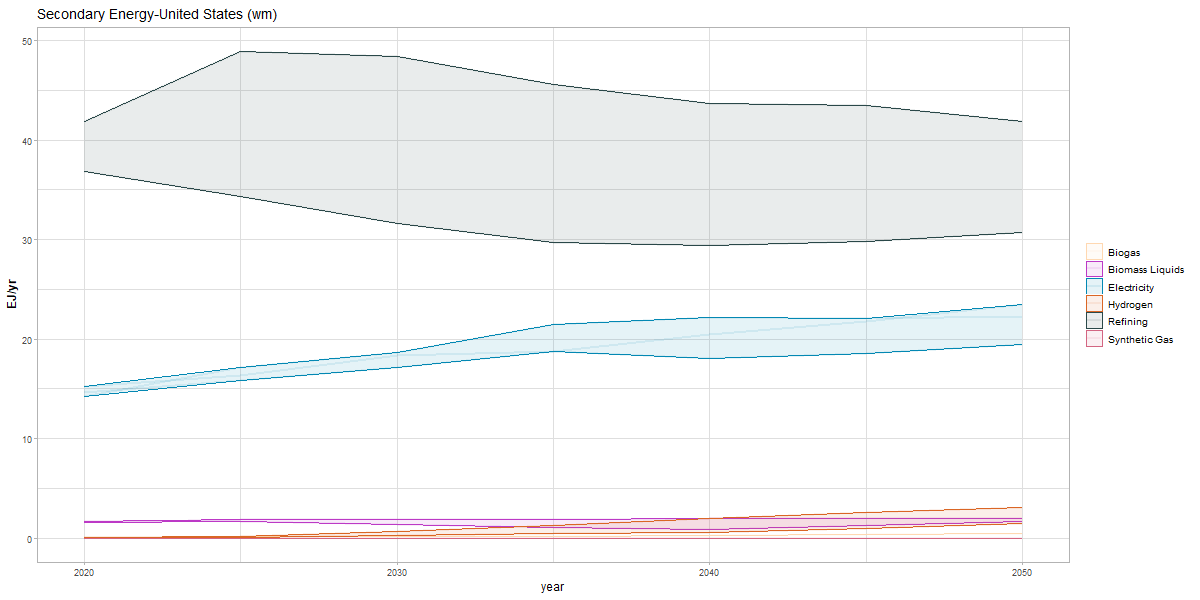 Secondary Energy-United States (wm)
50
40
30
20
10
0
EJ/yr
2020
2030
2040
2050
year
Biogas
Biomass Liquids
Electricity
Hydrogen
Refining
Synthetic Gas